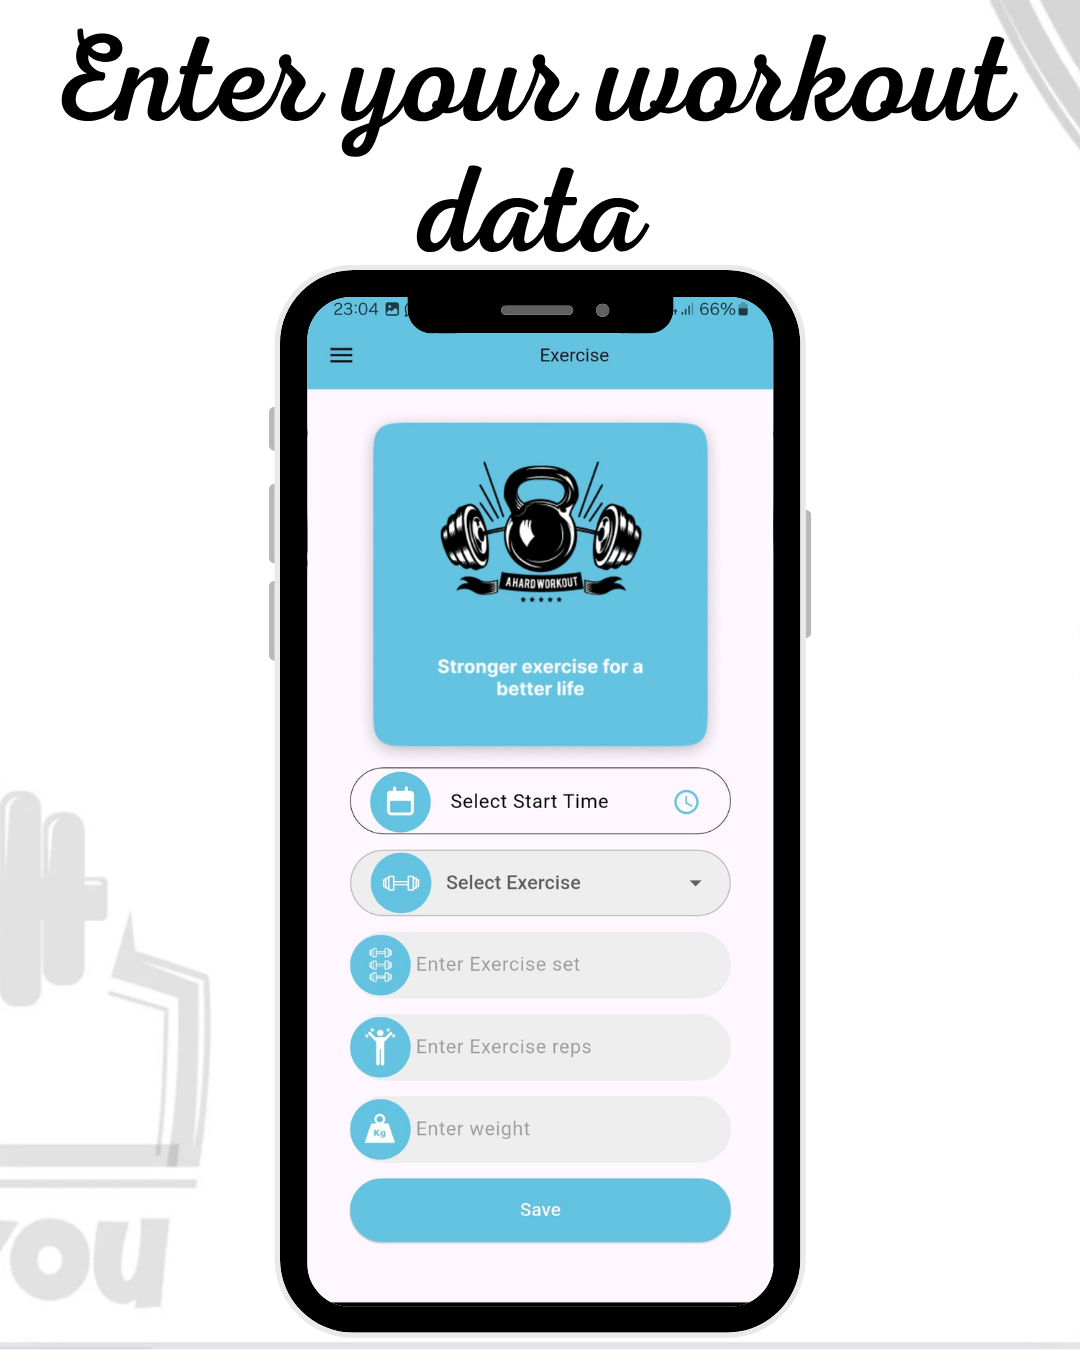 Enter your workout
data
23:04 66%
Exercise
A HARD WORKOUT
Stronger exercise for a
better life
Select Start Time
Select Exercise
Enter Exercise set
Enter Exercise reps
Kg
Enter weight
Save
YOU